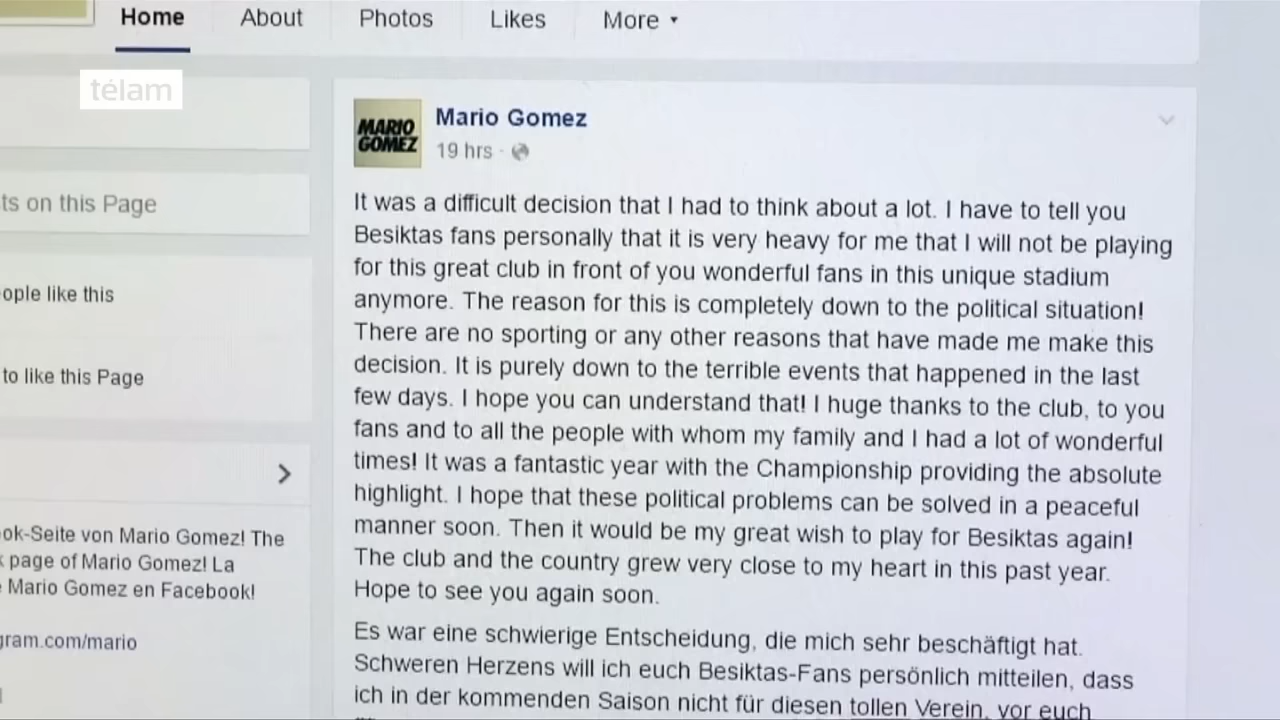 Home About Photos Likes More
télam
MARIO
GOMEZ
Mario Gomez
19 hrs ·
ts on this Page
ople like this
to like this Page
ok-Seite von Mario Gomez! The
page of Mario Gomez! La
Mario Gomez en Facebook!
gram.com/mario
It was a difficult decision that I had to think about a lot. I have to tell you
Besiktas fans personally that it is very heavy for me that I will not be playing
for this great club in front of you wonderful fans in this unique stadium
anymore. The reason for this is completely down to the political situation!
There are no sporting or any other reasons that have made me make this
decision. It is purely down to the terrible events that happened in the last
few days. I hope you can understand that! I huge thanks to the club, to you
fans and to all the people with whom my family and I had a lot of wonderful
times! It was a fantastic year with the Championship providing the absolute
highlight. I hope that these political problems can be solved in a peaceful
manner soon. Then it would be my great wish to play for Besiktas again!
The club and the country grew very close to my heart in this past year.
Hope to see you again soon.
Es war eine schwierige Entscheidung, die mich sehr beschäftigt hat.
Schweren Herzens will ich euch Besiktas-Fans persönlich mitteilen, dass
ich in der kommenden Saison nicht für diesen tollen Verein, vor euch